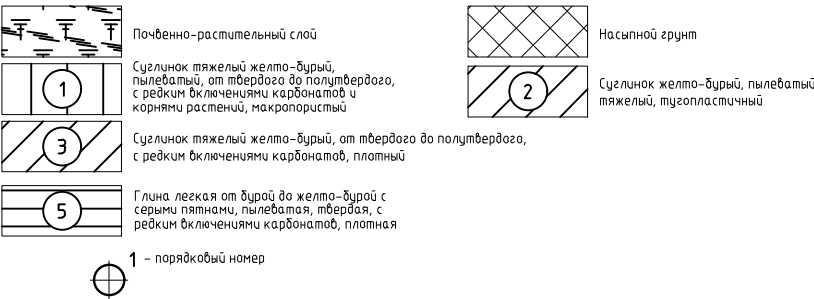 Почвенно-растительный слой
Насыпной грунт
1
Суглинок тяжелый желто-бурый,
пылеватый, от твердого до полутвердого,
с редким включениями карбонатов и
корнями растений, макропористый
2
Суглинок желто-бурый, пылеватый
тяжелый, тугопластичный
3
Суглинок тяжелый желто-бурый, от твердого до полутвердого,
с редким включениями карбонатов, плотный
5
Глина легкая от бурой до желто-бурой с
серыми пятнами, пылеватая, твердая, с
редким включениями карбонатов, плотная
1 - порядковый номер